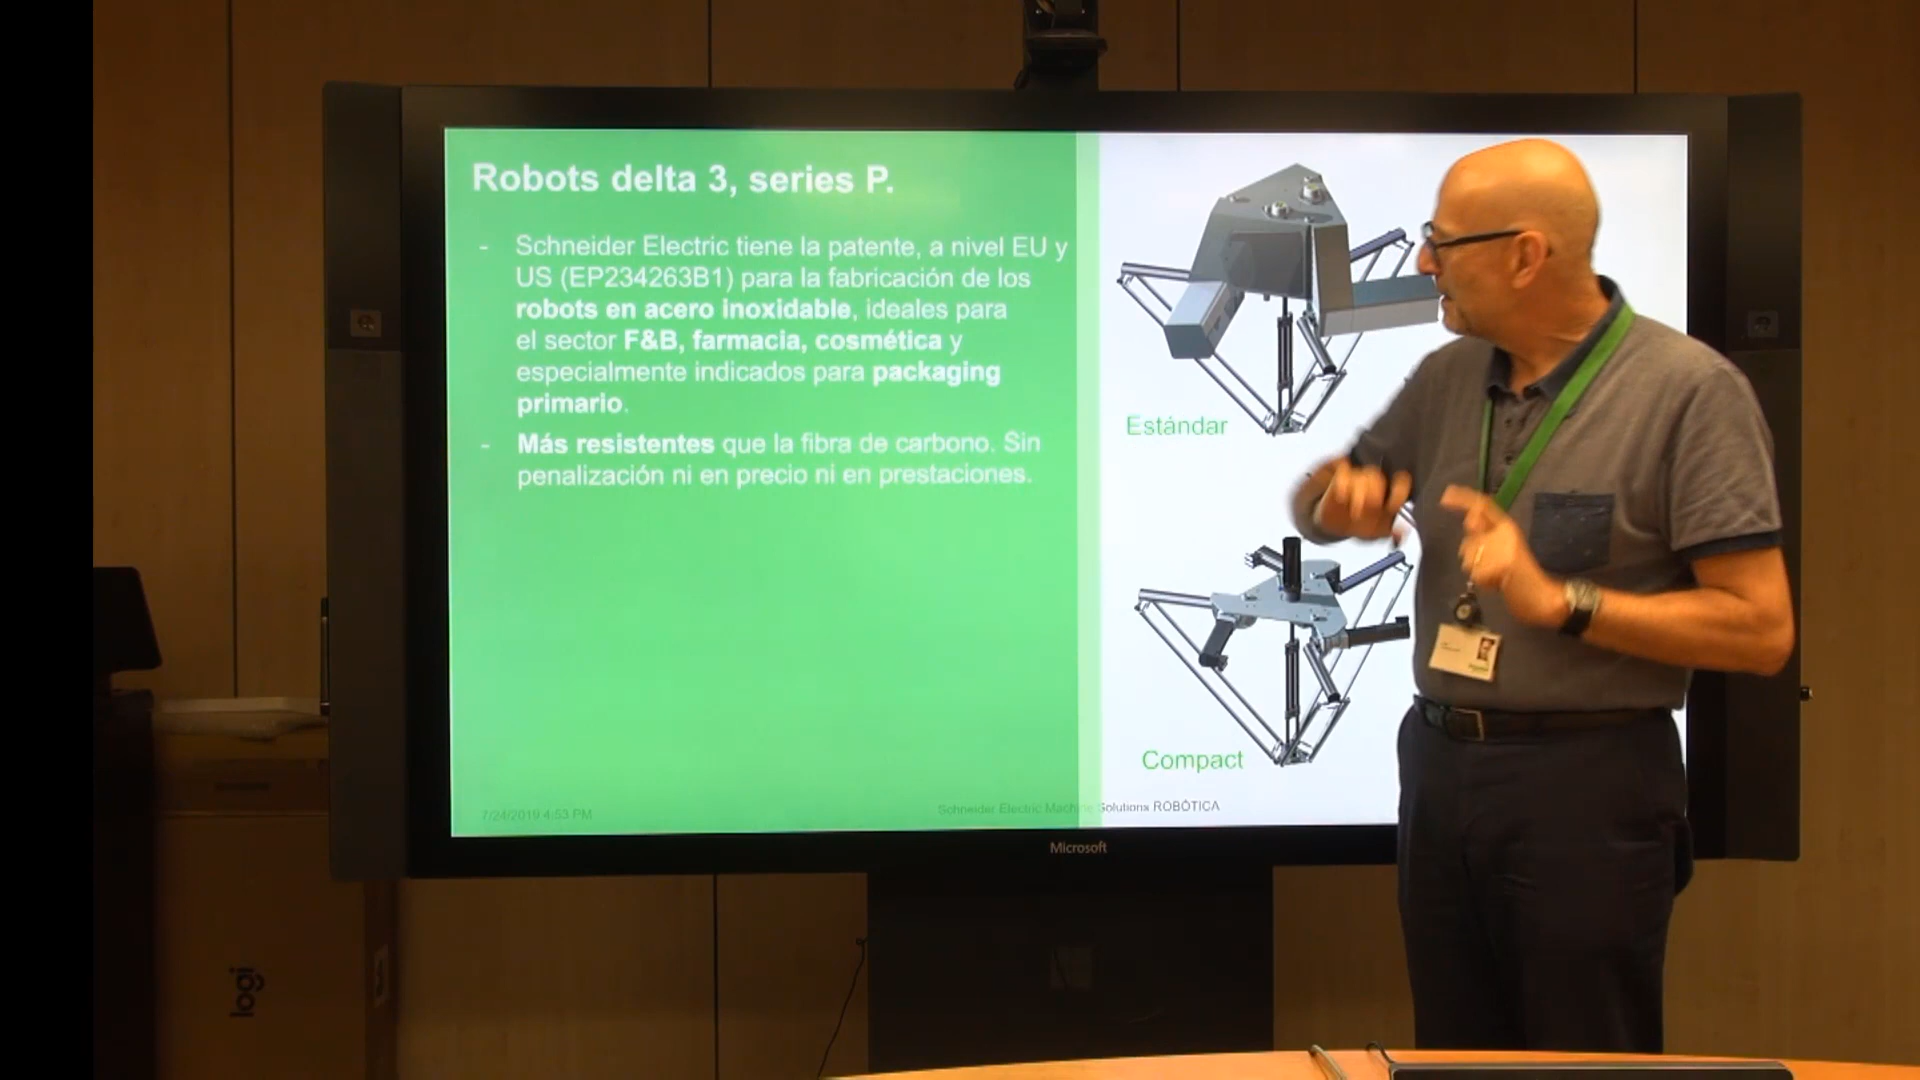 Robots delta 3, series P.
- Schneider Electric tiene la patente, a nivel EU y
US (EP234263B1) para la fabricación de los
robots en acero inoxidable, ideales para
el sector F&B, farmacia, cosmética y
especialmente indicados para packaging
primario.
- Más resistentes que la fibra de carbono. Sin
penalización ni en precio ni en prestaciones.
Estándar
Compact
7/24/2019 4:53 PM
Schneider Electric Machine Solutions ROBÓTICA
Microsoft
logi